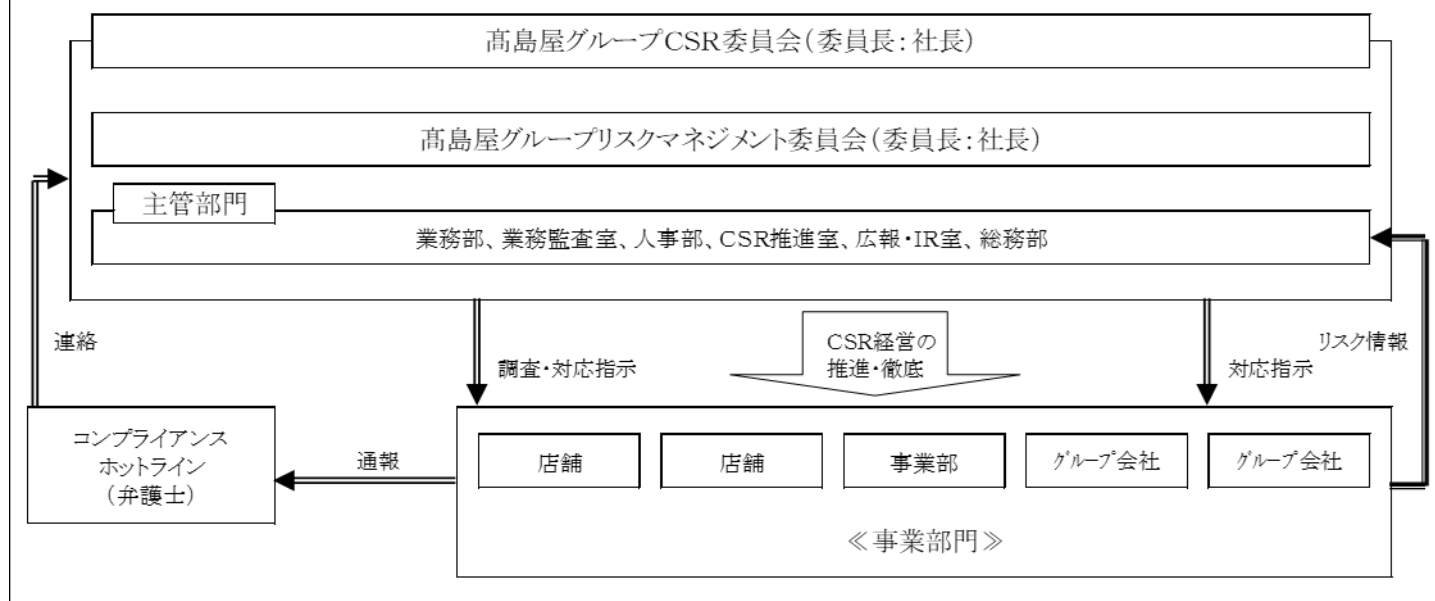 髙島屋グループCSR委員会(委員長:社長)
髙島屋グループリスクマネジメント委員会(委員長:社長)
主管部門
業務部、業務監査室、人事部、CSR推進室、広報・IR室、総務部
連絡
調査・対応指示
CSR経営の
推進・徹底
対応指示
リスク情報
コンプライアンス
ホットライン
(弁護士)
通報
店舗
店舗
事業部
グループ会社
グループ会社
≪事業部門≫